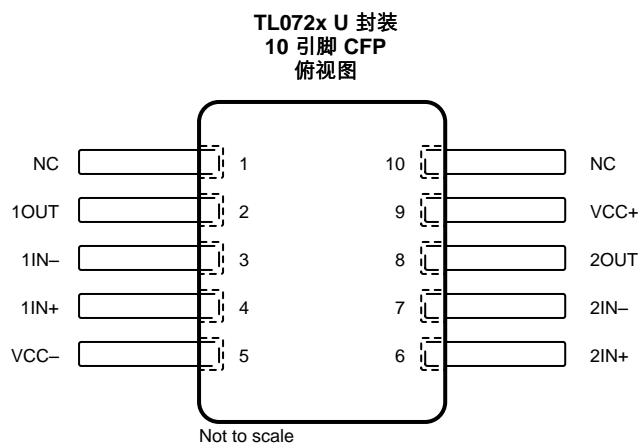 TL072x U 封装
10 引脚 CFP
俯视图
NC 1 10 NC
1OUT 2 9 VCC+
1IN– 3 8 2OUT
1IN+ 4 7 2IN–
VCC– 5 6 2IN+
Not to scale